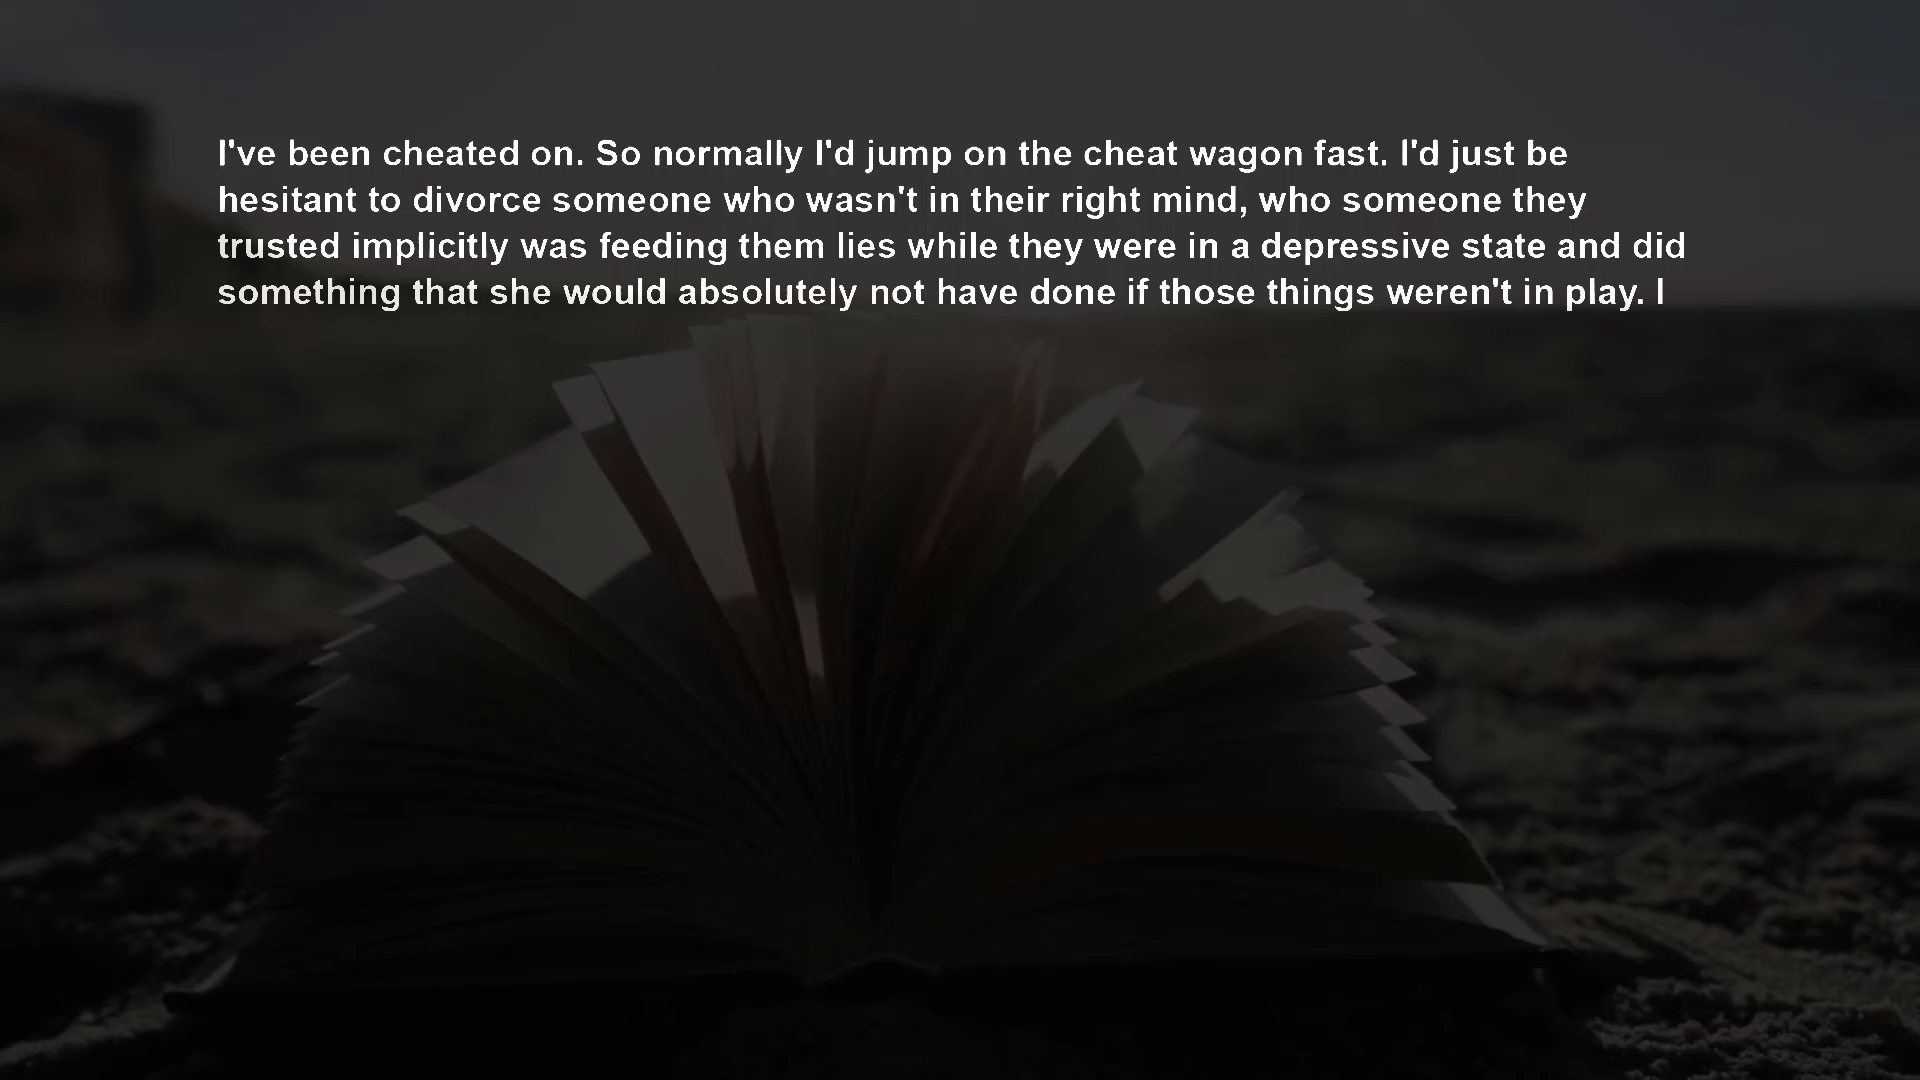 I've been cheated on. So normally I'd jump on the cheat wagon fast. I'd just be
hesitant to divorce someone who wasn't in their right mind, who someone they
trusted implicitly was feeding them lies while they were in a depressive state and did
something that she would absolutely not have done if those things weren't in play. I